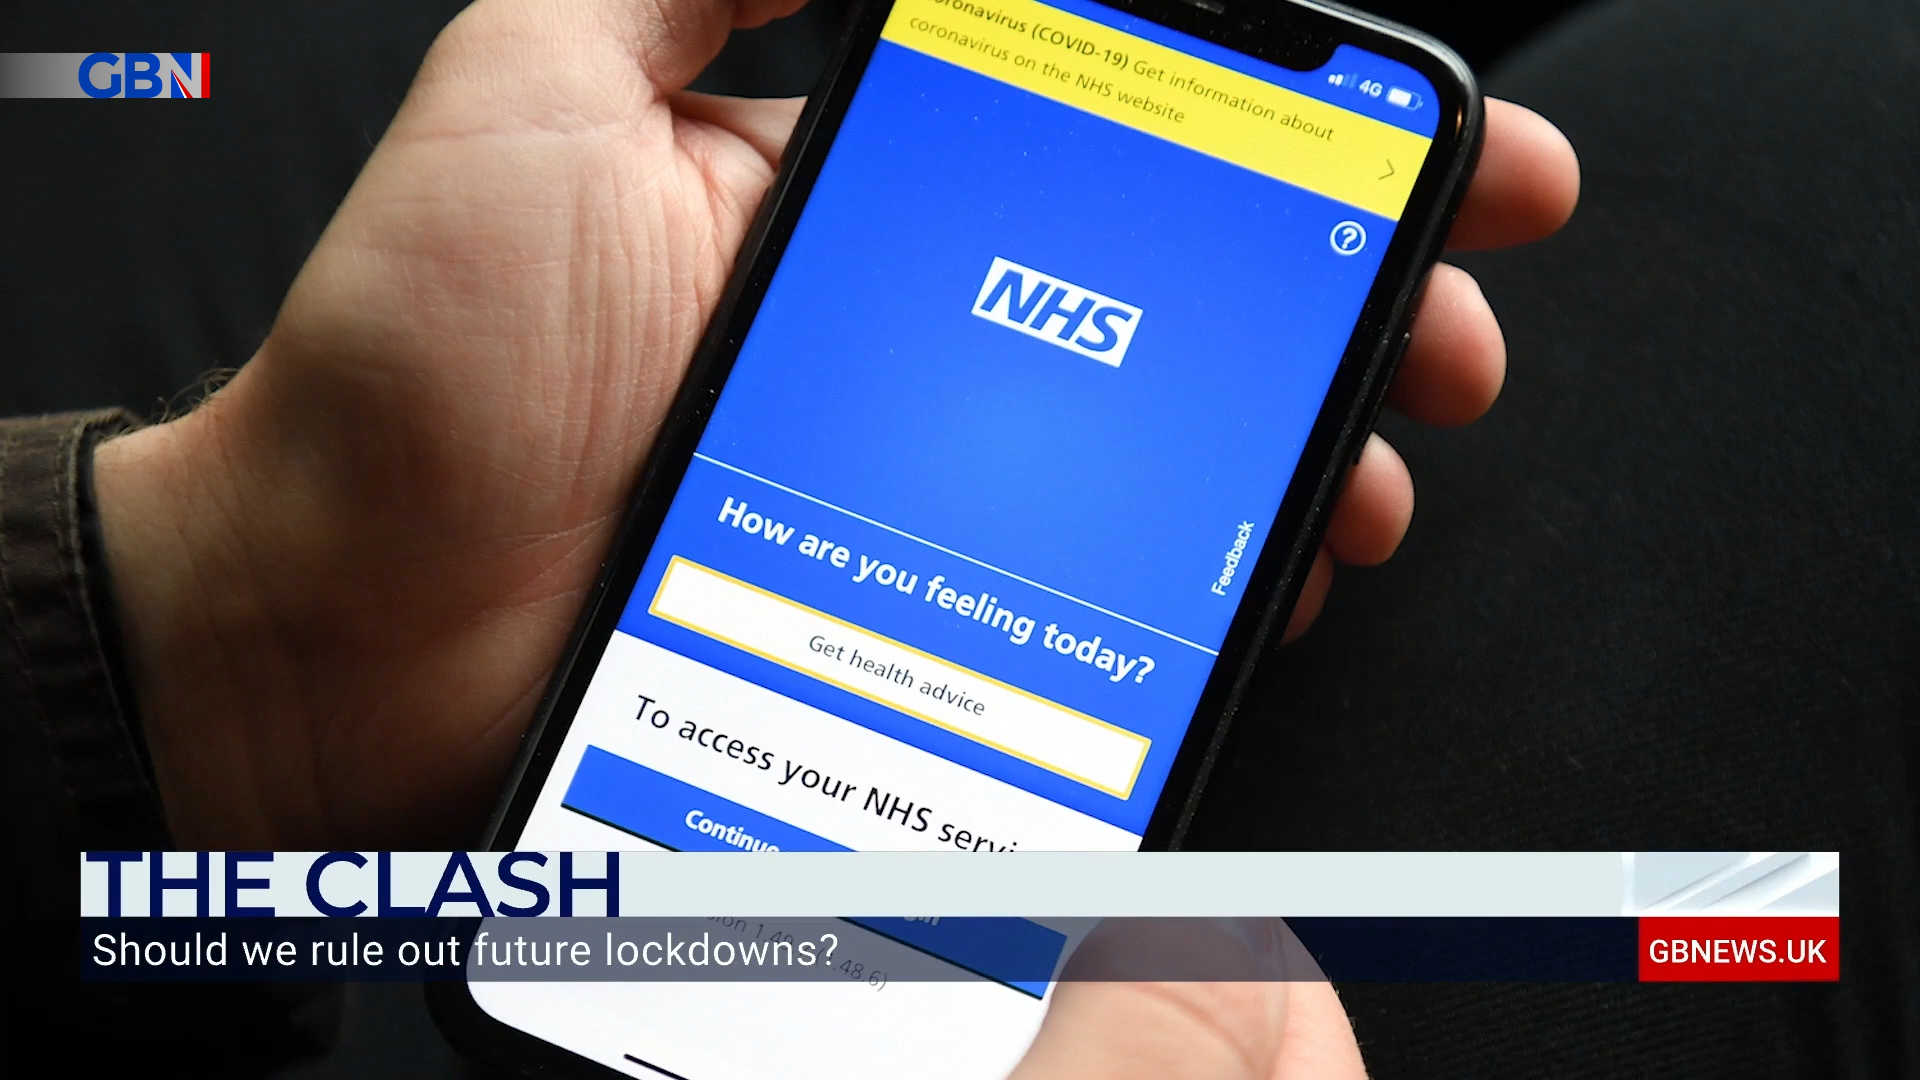 GBN
coronavirus (COVID-19) Get information about
coronavirus on the NHS website
4G
?
NHS
Feedback
How are you feeling today?
Get health advice
To access your NHS
Continue
THE CLASH
Should we rule out future lockdowns?
GBNEWS.UK